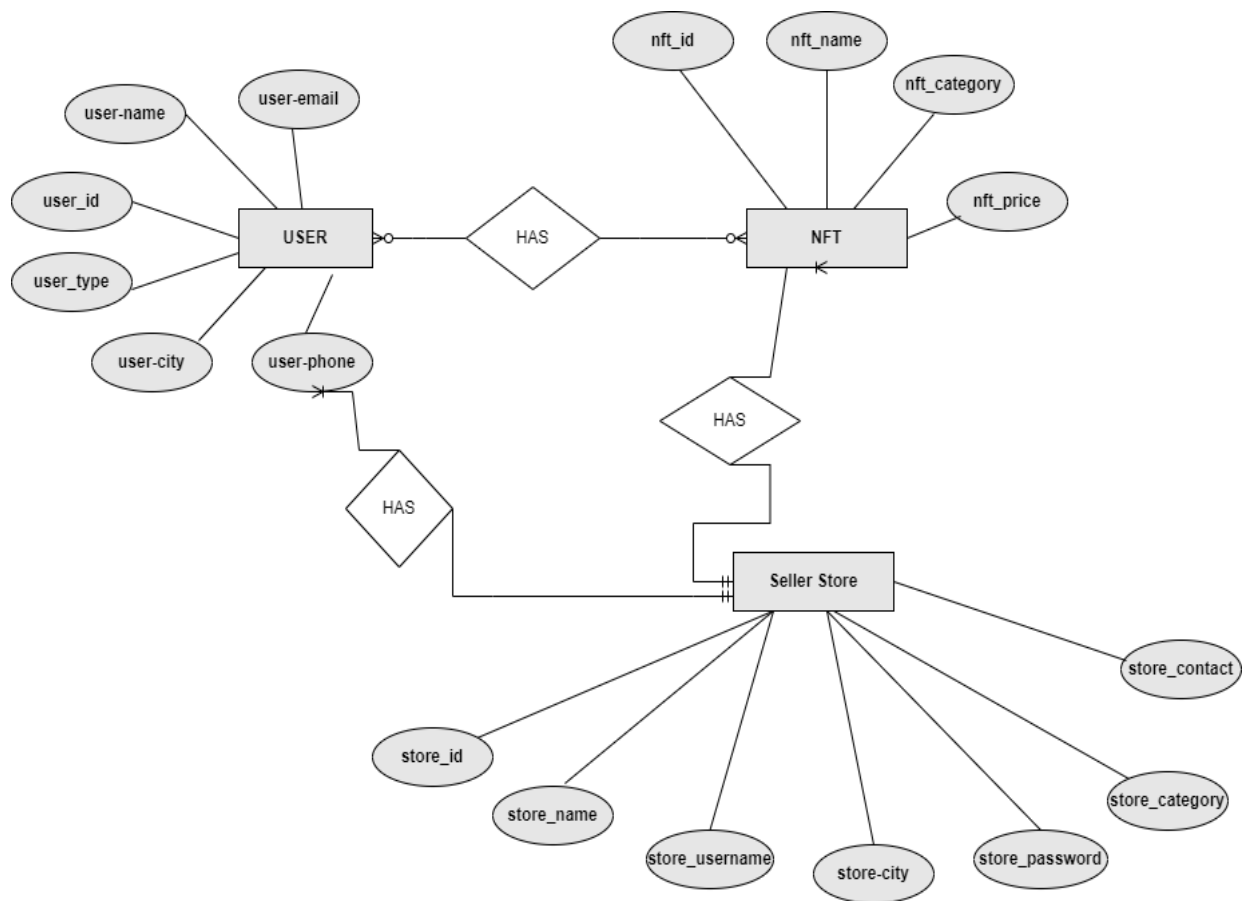 nft_id
nft_name
nft_category
nft_price
user-email
user-name
user_id
user_type
user-city
user-phone
USER
HAS
NFT
HAS
HAS
Seller Store
store_contact
store_id
store_name
store_username
store-city
store_password
store_category